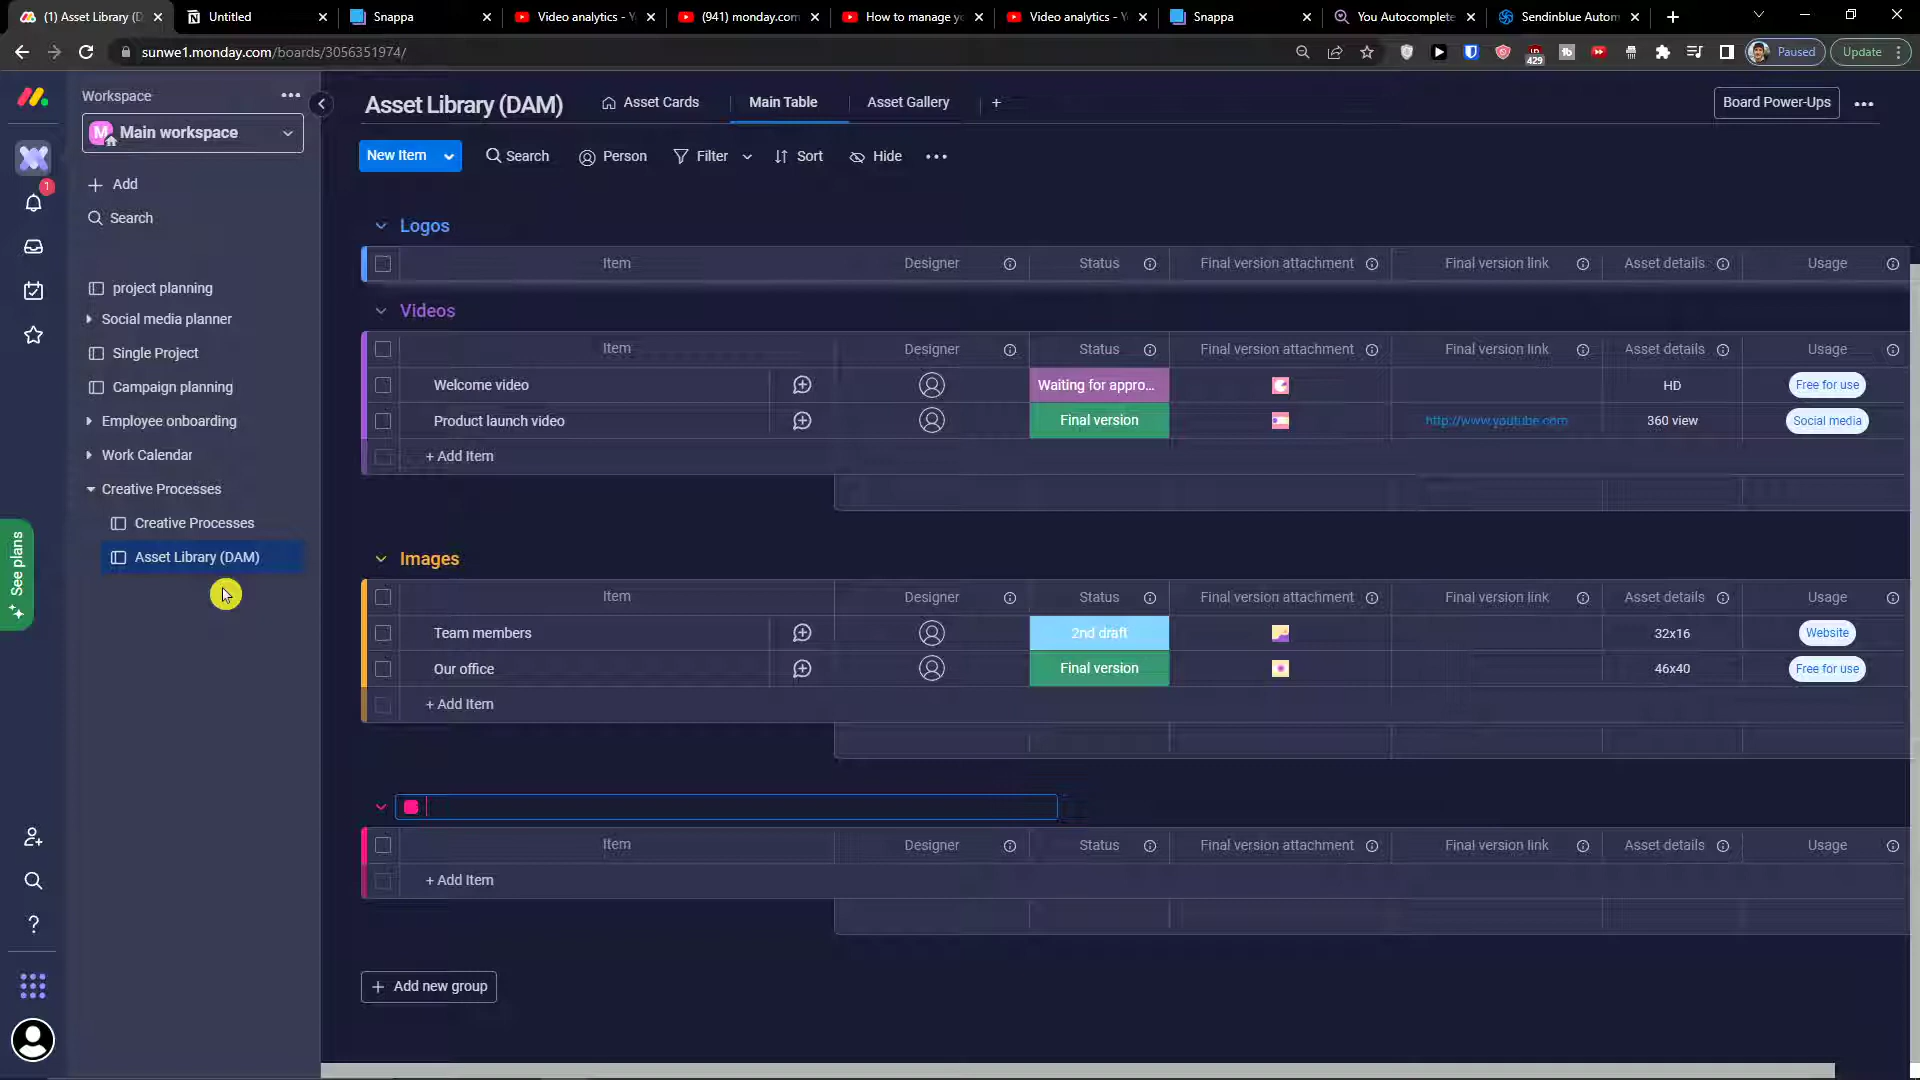 (1) Asset Library (D
Untitled
Snappa
Video analytics - Y
(941) monday.com
How to manage yo
Video analytics - Y
Snappa
You Autocomplete
Sendinblue Autom
sunwe1.monday.com/boards/3056351974/
429
Paused
Update
Workspace
M
Main workspace
Add
Search
1
project planning
Social media planner
Single Project
Campaign planning
Employee onboarding
Work Calendar
Creative Processes
Creative Processes
Asset Library (DAM)
See plans
Asset Library (DAM)
Asset Cards
Main Table
Asset Gallery
+
Board Power-Ups
New Item
Search
Person
Filter
Sort
Hide
Logos
Item Designer Status Final version attachment Final version link Asset details Usage
Videos
Item Designer Status Final version attachment Final version link Asset details Usage
Welcome video Waiting for appro... HD Free for use
Product launch video Final version http://www.youtube.com 360 view Social media
+ Add Item
Images
Item Designer Status Final version attachment Final version link Asset details Usage
Team members 2nd draft 32x16 Website
Our office Final version 46x40 Free for use
+ Add Item
Item Designer Status Final version attachment Final version link Asset details Usage
+ Add Item
+ Add new group